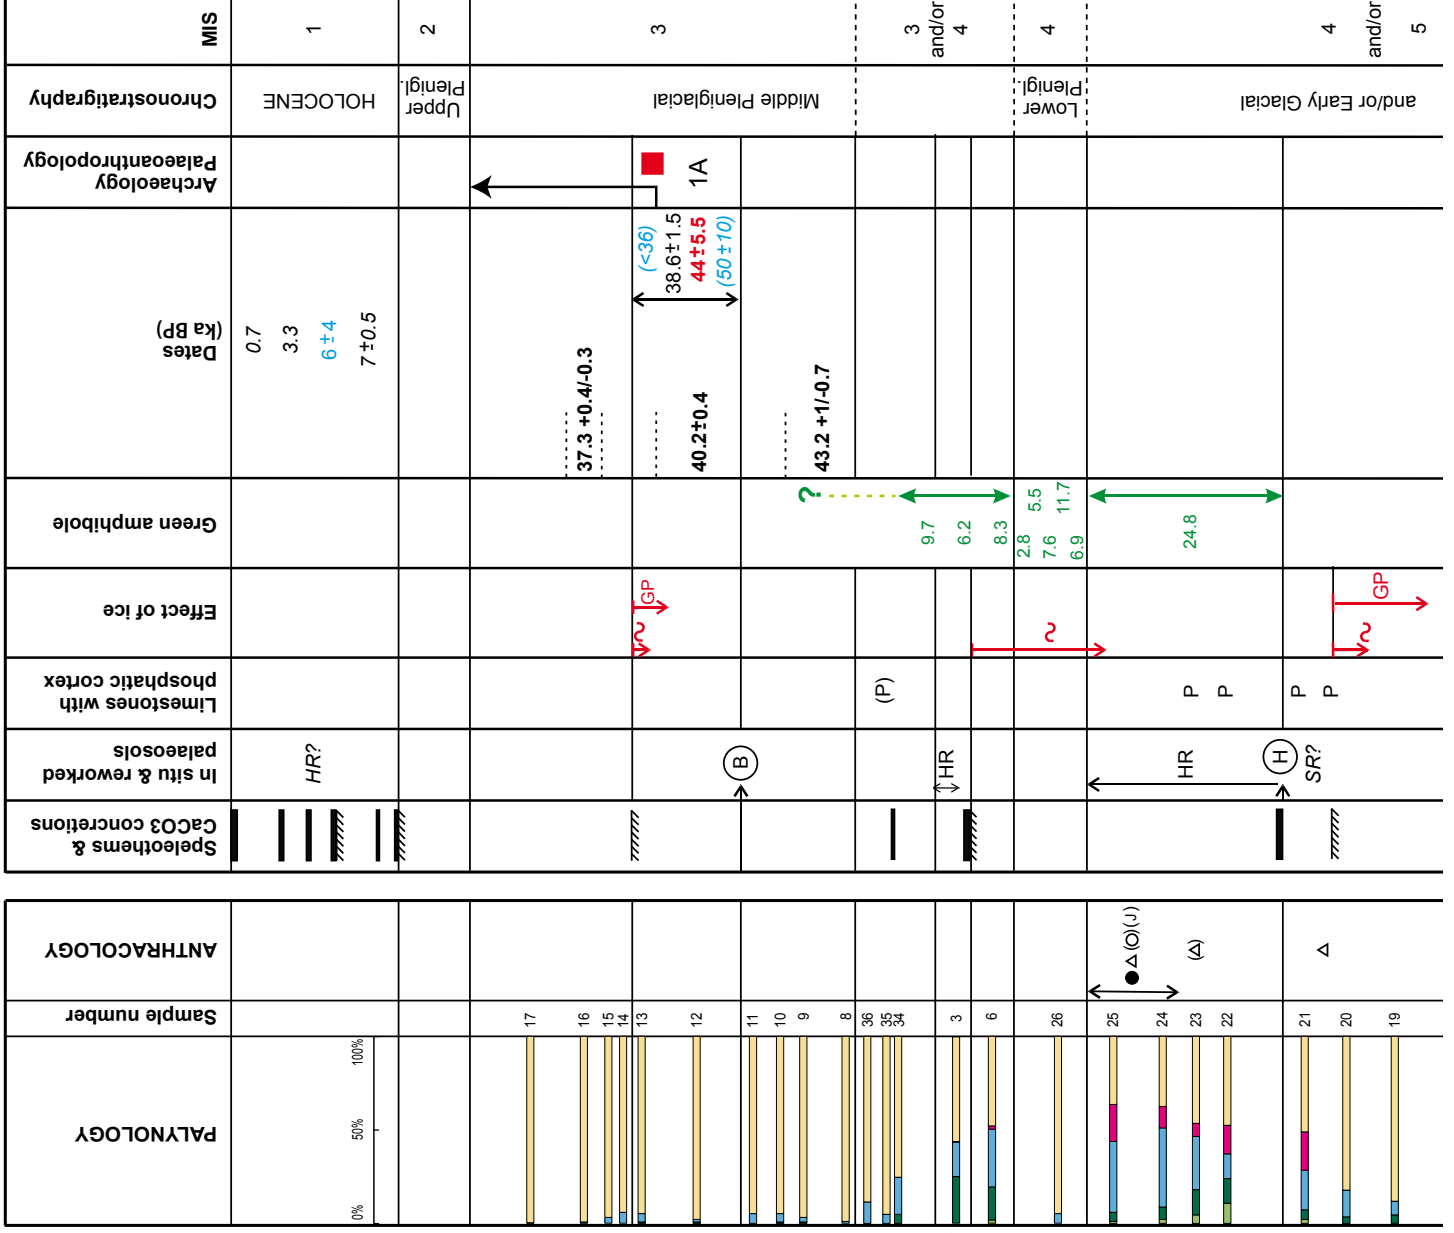 MIS
1
2
3
3
and/or
4
4
4
and/or
5
Chronostratigraphy
HOLOCENE
Upper
Plenigl.
Middle Pleniglacial
Lower
Plenigl.
and/or Early Glacial
Archaeology
Palaeoanthropology
1A
Dates
(ka BP)
0.7
3.3
6±4
7±0.5
37.3 +0.4/-0.3
40.2±0.4
43.2 +1/-0.7
(<36)
38.6±1.5
44±5.5
(50±10)
Green amphibole
?
9.7
6.2
8.3
2.8
7.6
6.9
5.5
11.7
24.8
Effect of ice
~
GP
~
~
GP
Limestones with
phosphatic cortex
(P)
P
P
P
P
In situ & reworked
palaeosols
HR?
B
HR
HR
H
SR?
Speleothems &
CaCO3 concretions
ANTHRACOLOGY
(O)(J)
(Δ)
Δ
Sample number
17
16
15
14
13
12
11
10
9
8
36
35
34
3
6
26
25
24
23
22
21
20
19
PALYNOLOGY
100%
50%
0%